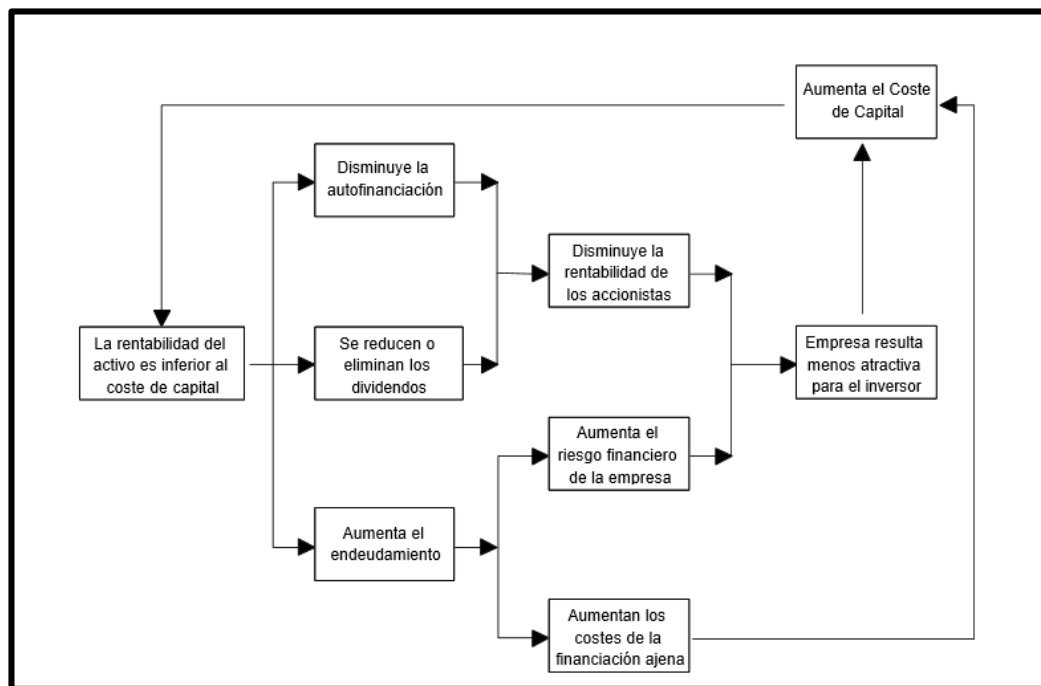 Aumenta el Coste
de Capital
Disminuye la
autofinanciación
Disminuye la
rentabilidad de
los accionistas
La rentabilidad del
activo es inferior al
coste de capital
Se reducen o
eliminan los
dividendos
Empresa resulta
menos atractiva
para el inversor
Aumenta el
riesgo financiero
de la empresa
Aumenta el
endeudamiento
Aumentan los
costes de la
financiación ajena